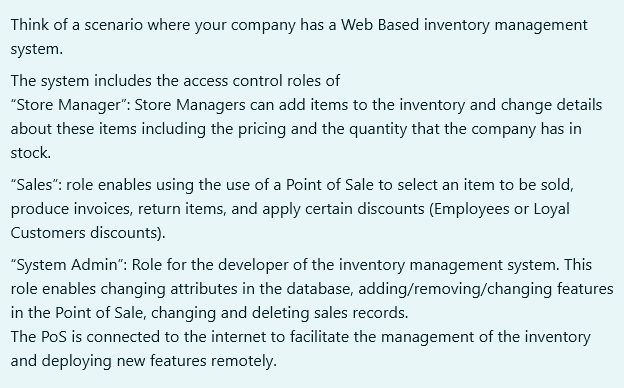 Think of a scenario where your company has a Web Based inventory management
system.
The system includes the access control roles of
“Store Manager”: Store Managers can add items to the inventory and change details
about these items including the pricing and the quantity that the company has in
stock.
“Sales”: role enables using the use of a Point of Sale to select an item to be sold,
produce invoices, return items, and apply certain discounts (Employees or Loyal
Customers discounts).
“System Admin”: Role for the developer of the inventory management system. This
role enables changing attributes in the database, adding/removing/changing features
in the Point of Sale, changing and deleting sales records.
The PoS is connected to the internet to facilitate the management of the inventory
and deploying new features remotely.